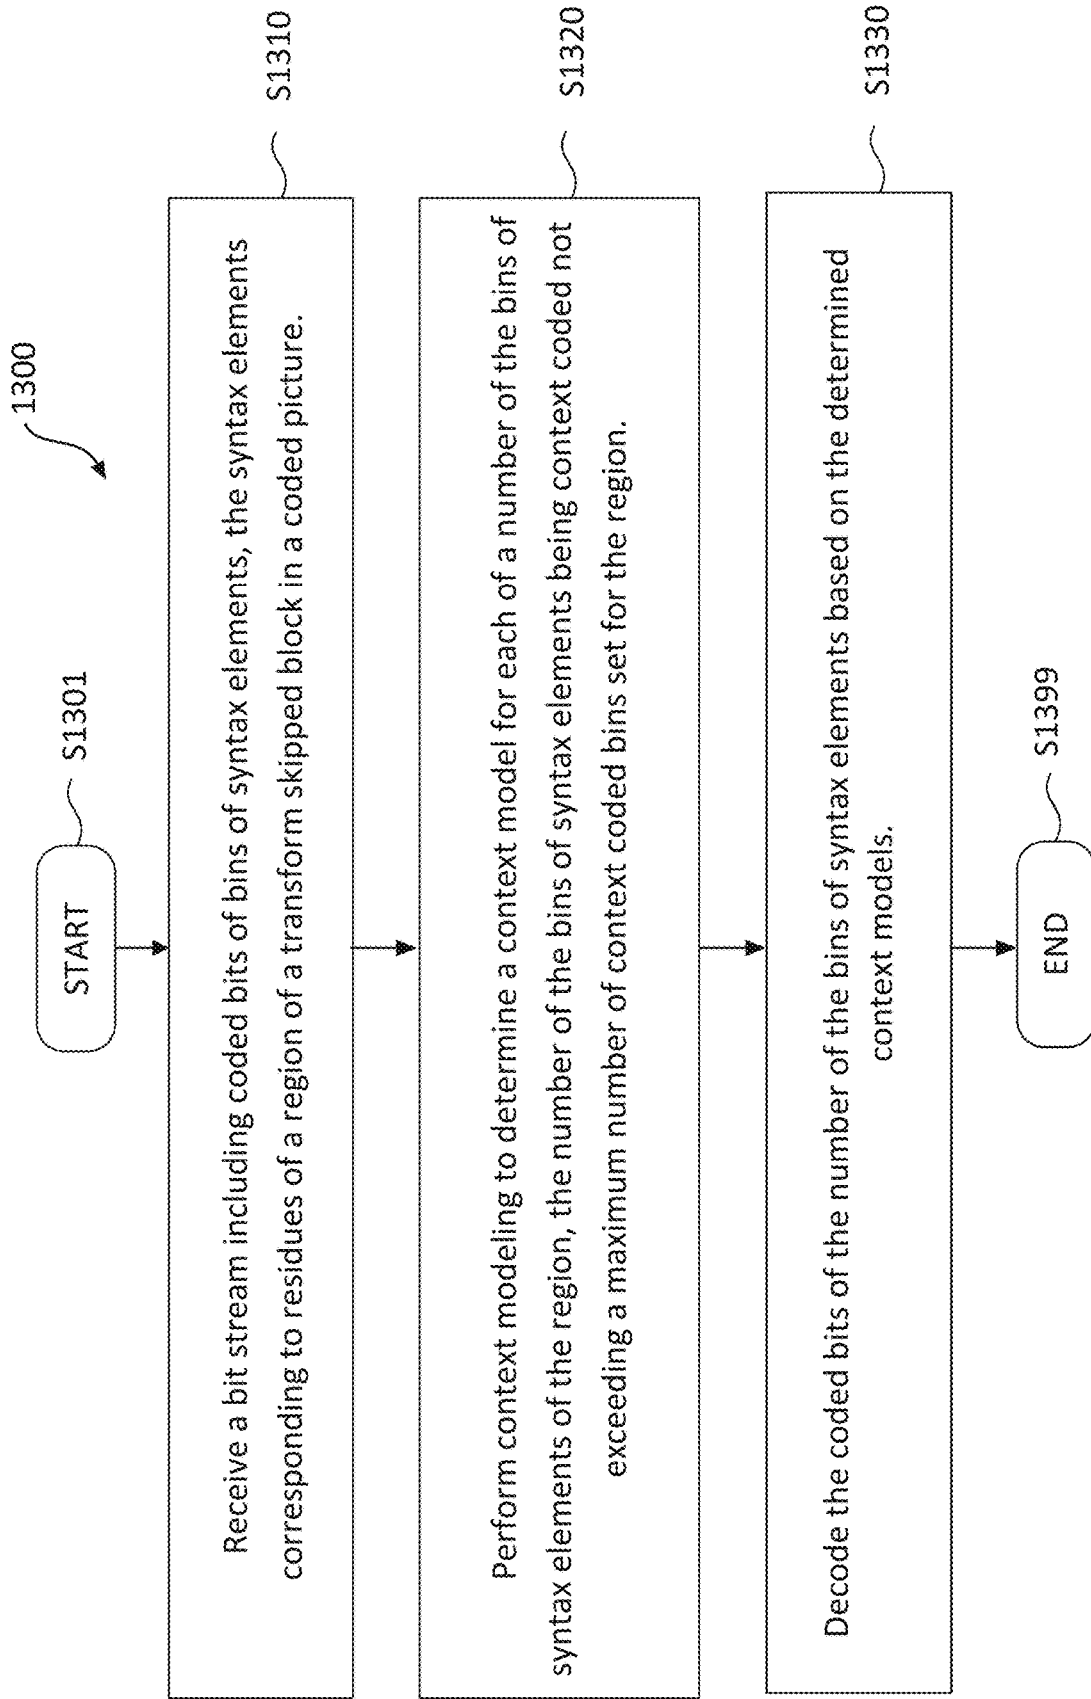 1300
START
S1301
Receive a bit stream including coded bits of bins of syntax elements, the syntax elements
corresponding to residues of a region of a transform skipped block in a coded picture.
S1310
Perform context modeling to determine a context model for each of a number of the bins of
syntax elements of the region, the number of the bins of syntax elements being context coded not
exceeding a maximum number of context coded bins set for the region.
S1320
Decode the coded bits of the number of the bins of syntax elements based on the determined
context models.
S1330
END
S1399